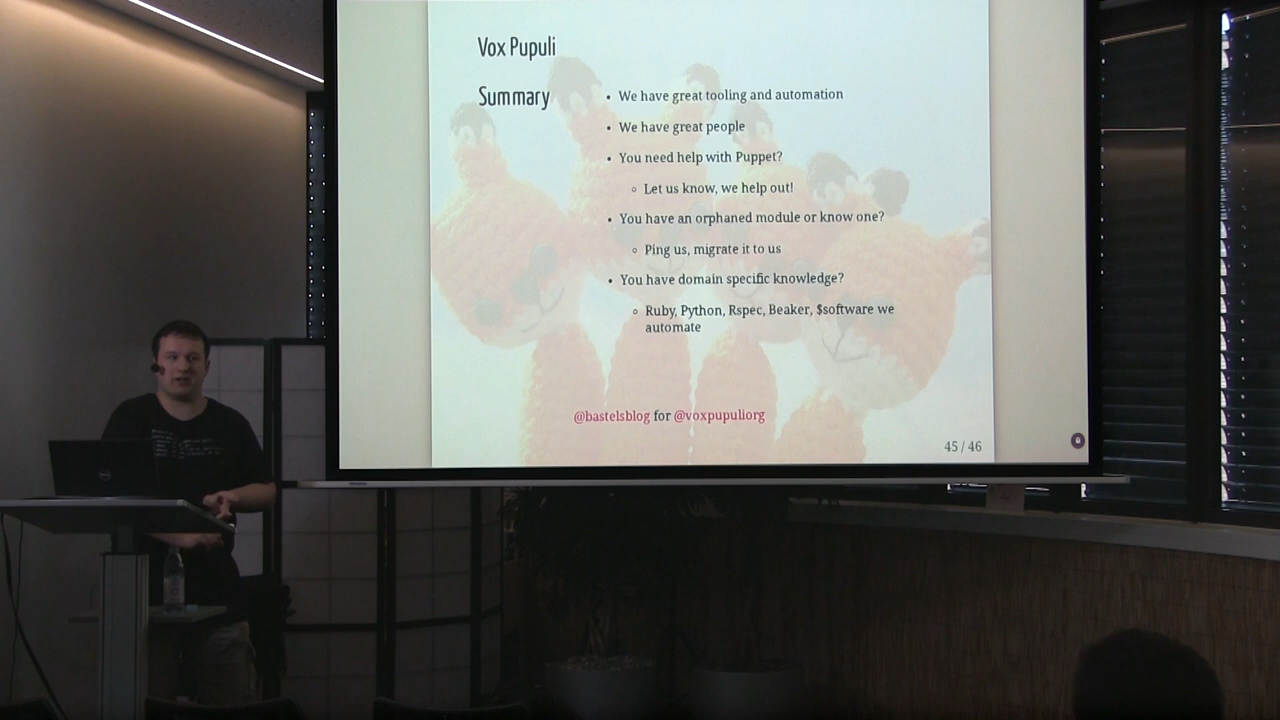 Vox Pupuli
Summary
• We have great tooling and automation
• We have great people
• You need help with Puppet?
◦ Let us know, we help out!
• You have an orphaned module or know one?
◦ Ping us, migrate it to us
• You have domain specific knowledge?
◦ Ruby, Python, Rspec, Beaker, $software we
automate
@bastelsblog for @voxpupuliorg
45 / 46
DELL